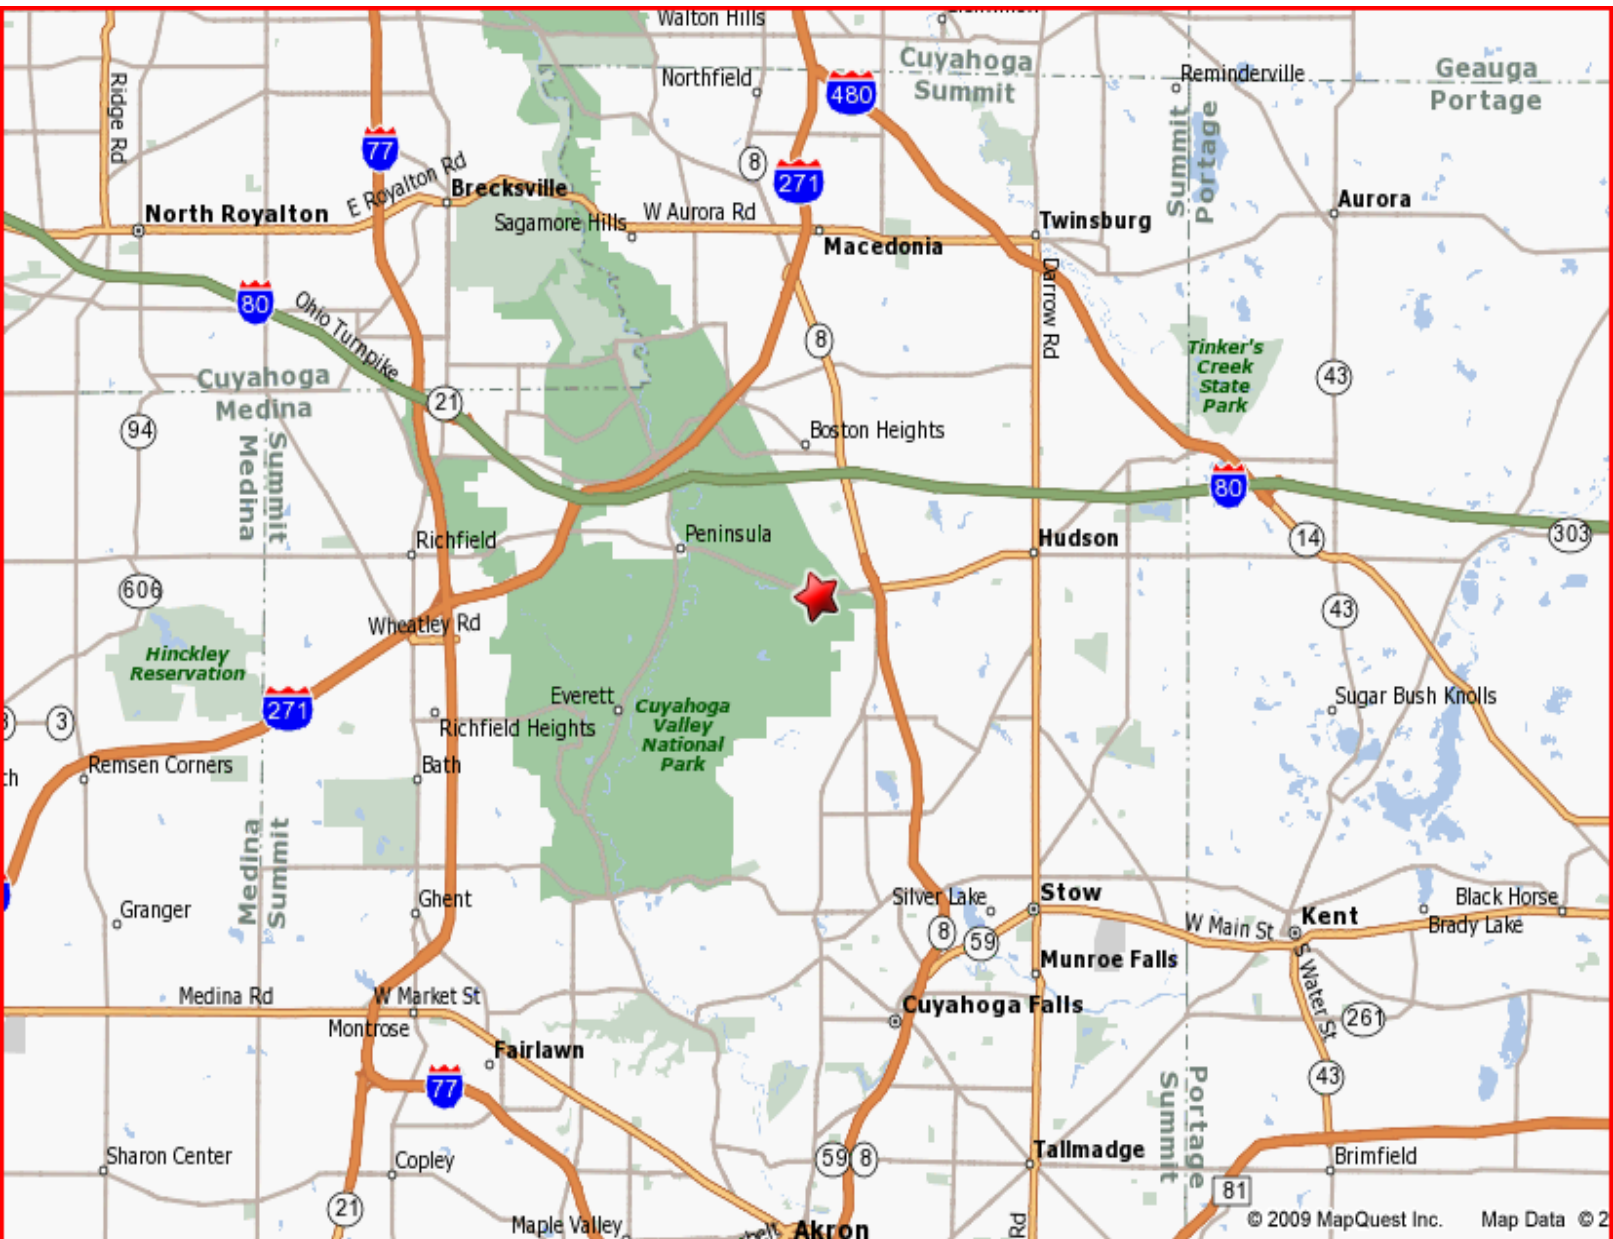 Walton Hills
Ridge Rd
Northfield
Cuyahoga
Summit
Reminderville
Geauga
Portage
480
77
8
271
Summit
Portage
E Royalton Rd
Brecksville
North Royalton
Sagamore Hills
W Aurora Rd
Macedonia
Twinsburg
Aurora
80
Ohio Turnpike
Darrow Rd
8
Tinker's
Creek
State
Park
43
Cuyahoga
Medina
21
94
Medina
Summit
Boston Heights
80
Richfield
Peninsula
Hudson
14
303
606
43
Wheatley Rd
Hinckley
Reservation
271
3
Everett
Richfield Heights
Cuyahoga
Valley
National
Park
Sugar Bush Knolls
Remsen Corners
Bath
Medina
Summit
Ghent
Granger
Silver Lake
Stow
8
59
W Main St
Kent
Black Horse
Brady Lake
Munroe Falls
S Water St
Medina Rd
W Market St
Montrose
Cuyahoga Falls
261
Fairlawn
77
43
Summit
Portage
Sharon Center
Copley
59
8
Tallmadge
Brimfield
21
81
Maple Valley
Akron
Rd
© 2009 MapQuest Inc.
Map Data © 2